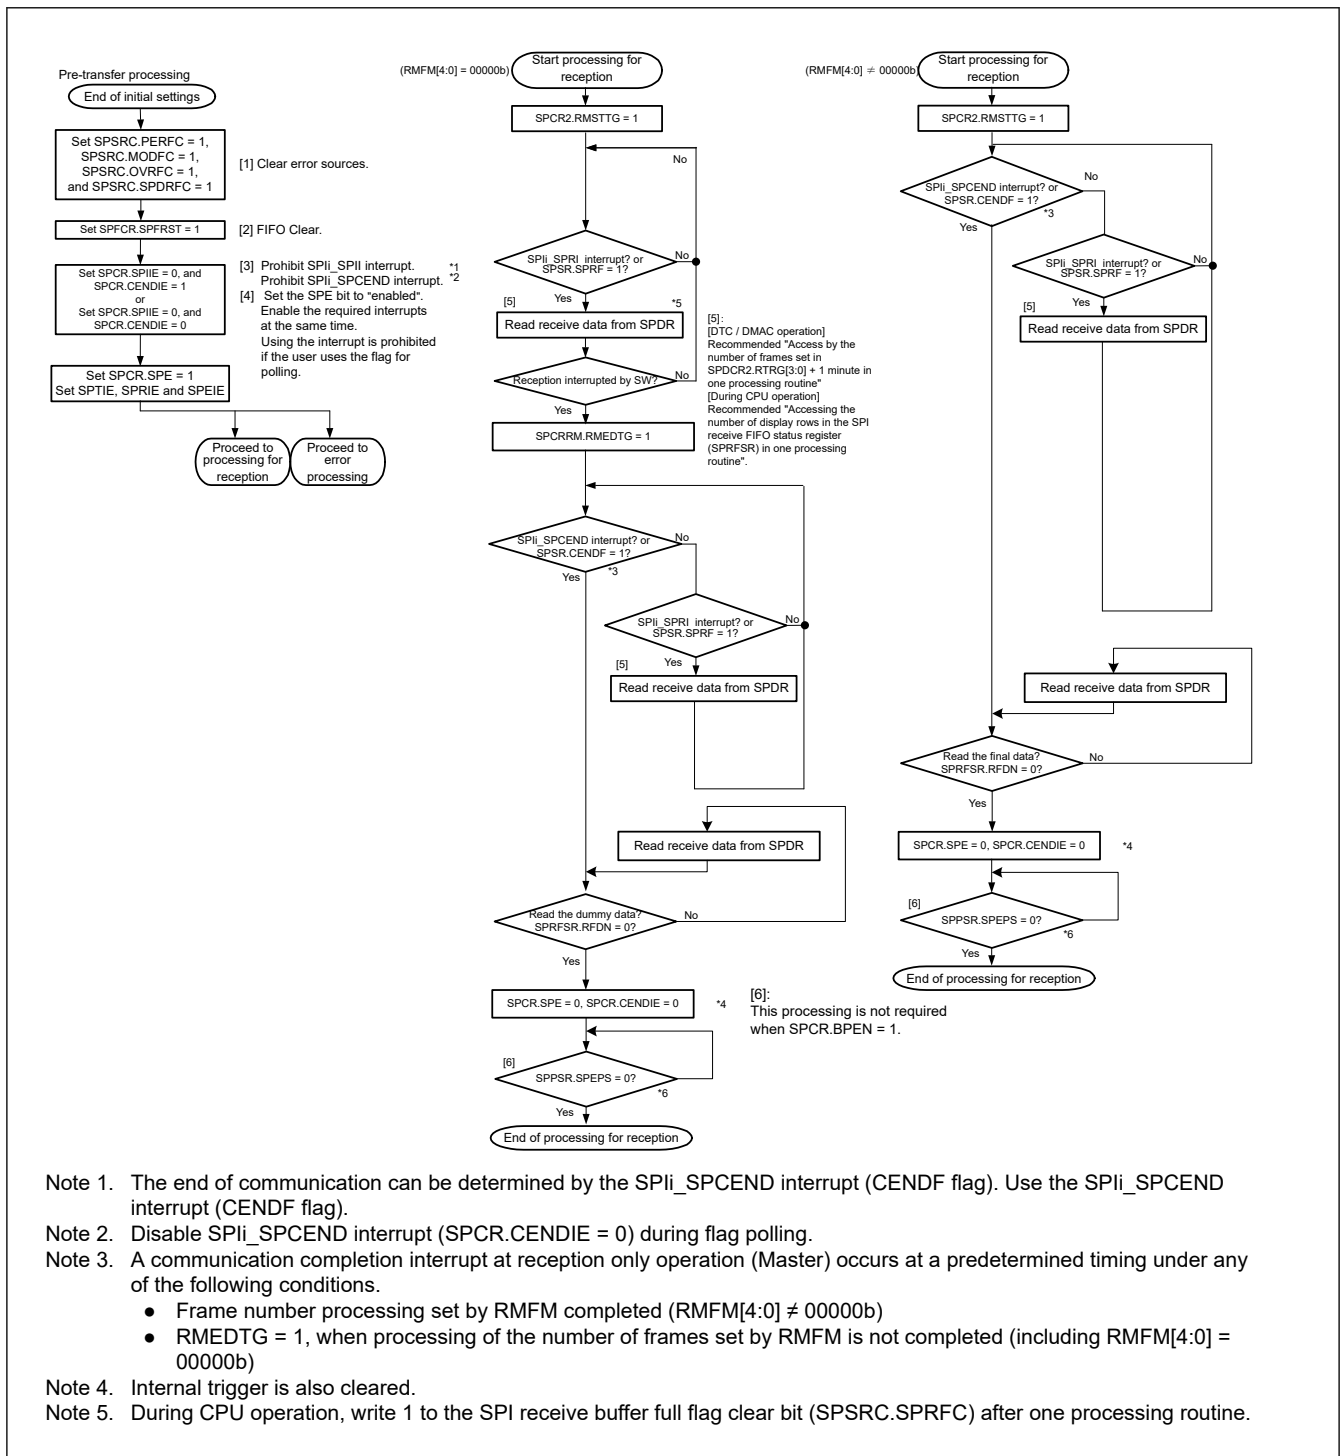 Pre-transfer processing
End of initial settings
Set SPSRC.PERFC = 1,
SPSRC.MODFC = 1,
SPSRC.OVRFC = 1,
and SPSRC.SPDRFC = 1
[1] Clear error sources.
Set SPFCR.SPFRST = 1
[2] FIFO Clear.
Set SPCR.SPIIE = 0, and
SPCR.CENDIE = 1
or
Set SPCR.SPIIE = 0, and
SPCR.CENDIE = 0
[3] Prohibit SPIi_SPII interrupt. *1
Prohibit SPIi_SPCEND interrupt. *2
[4] Set the SPE bit to "enabled".
Enable the required interrupts
at the same time.
Using the interrupt is prohibited
if the user uses the flag for
polling.
Set SPCR.SPE = 1
Set SPTIE, SPRIE and SPEIE
Proceed to
processing for
reception
Proceed to
error
processing
(RMFM[4:0] = 00000b)
Start processing for
reception
SPCR2.RMSTTG = 1
No
SPIi_SPRI interrupt? or
SPSR.SPRF = 1?
No
Yes
[5]
*5
Read receive data from SPDR
Reception interrupted by SW?
No
Yes
SPCRRM.RMEDTG = 1
[5]:
[DTC / DMAC operation]
Recommended "Access by the
number of frames set in
SPDCR2.RTRG[3:0] + 1 minute in
one processing routine"
[During CPU operation]
Recommended "Accessing the
number of display rows in the SPI
receive FIFO status register
(SPRFSR) in one processing
routine".
SPIi_SPCEND interrupt? or
SPSR.CENDF = 1?
No
Yes
*3
SPIi_SPRI interrupt? or
SPSR.SPRF = 1?
No
Yes
[5]
Read receive data from SPDR
Read receive data from SPDR
Read the dummy data?
SPRFSR.RFDN = 0?
No
Yes
SPCR.SPE = 0, SPCR.CENDIE = 0
*4
[6]:
This processing is not required
when SPCR.BPEN = 1.
[6]
SPPSR.SPEPS = 0?
*6
Yes
End of processing for reception
(RMFM[4:0] ≠ 00000b)
Start processing for
reception
SPCR2.RMSTTG = 1
SPIi_SPCEND interrupt? or
SPSR.CENDF = 1?
No
*3
Yes
SPIi_SPRI interrupt? or
SPSR.SPRF = 1?
No
Yes
[5]
Read receive data from SPDR
Read receive data from SPDR
Read the final data?
SPRFSR.RFDN = 0?
No
Yes
SPCR.SPE = 0, SPCR.CENDIE = 0
*4
[6]
SPPSR.SPEPS = 0?
*6
Yes
End of processing for reception
Note 1. The end of communication can be determined by the SPIi_SPCEND interrupt (CENDF flag). Use the SPIi_SPCEND
interrupt (CENDF flag).
Note 2. Disable SPIi_SPCEND interrupt (SPCR.CENDIE = 0) during flag polling.
Note 3. A communication completion interrupt at reception only operation (Master) occurs at a predetermined timing under any
of the following conditions.
● Frame number processing set by RMFM completed (RMFM[4:0] ≠ 00000b)
● RMEDTG = 1, when processing of the number of frames set by RMFM is not completed (including RMFM[4:0] =
00000b)
Note 4. Internal trigger is also cleared.
Note 5. During CPU operation, write 1 to the SPI receive buffer full flag clear bit (SPSRC.SPRFC) after one processing routine.